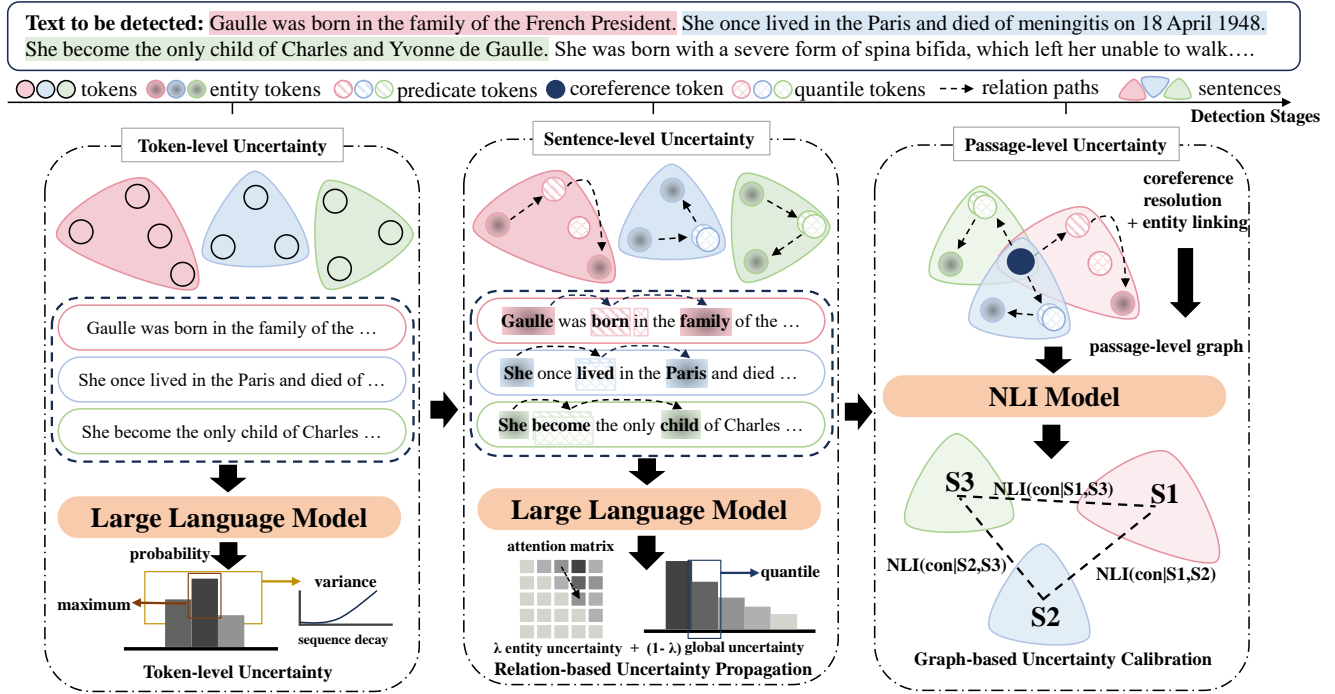 Text to be detected: Gaulle was born in the family of the French President. She once lived in the Paris and died of meningitis on 18 April 1948.
She become the only child of Charles and Yvonne de Gaulle. She was born with a severe form of spina bifida, which left her unable to walk….
tokens entity tokens predicate tokens coreference token quantile tokens relation paths sentences
Detection Stages
Token-level Uncertainty
Gaulle was born in the family of the …
She once lived in the Paris and died of …
She become the only child of Charles …
Large Language Model
probability
maximum
variance
sequence decay
Token-level Uncertainty
Sentence-level Uncertainty
Gaulle was born in the family of the …
She once lived in the Paris and died …
She become the only child of Charles …
Large Language Model
attention matrix
quantile
λ entity uncertainty + (1- λ) global uncertainty
Relation-based Uncertainty Propagation
Passage-level Uncertainty
coreference
resolution
+ entity linking
passage-level graph
NLI Model
S3
NLI(con|S1,S3)
S1
NLI(con|S2,S3)
NLI(con|S1,S2)
S2
Graph-based Uncertainty Calibration